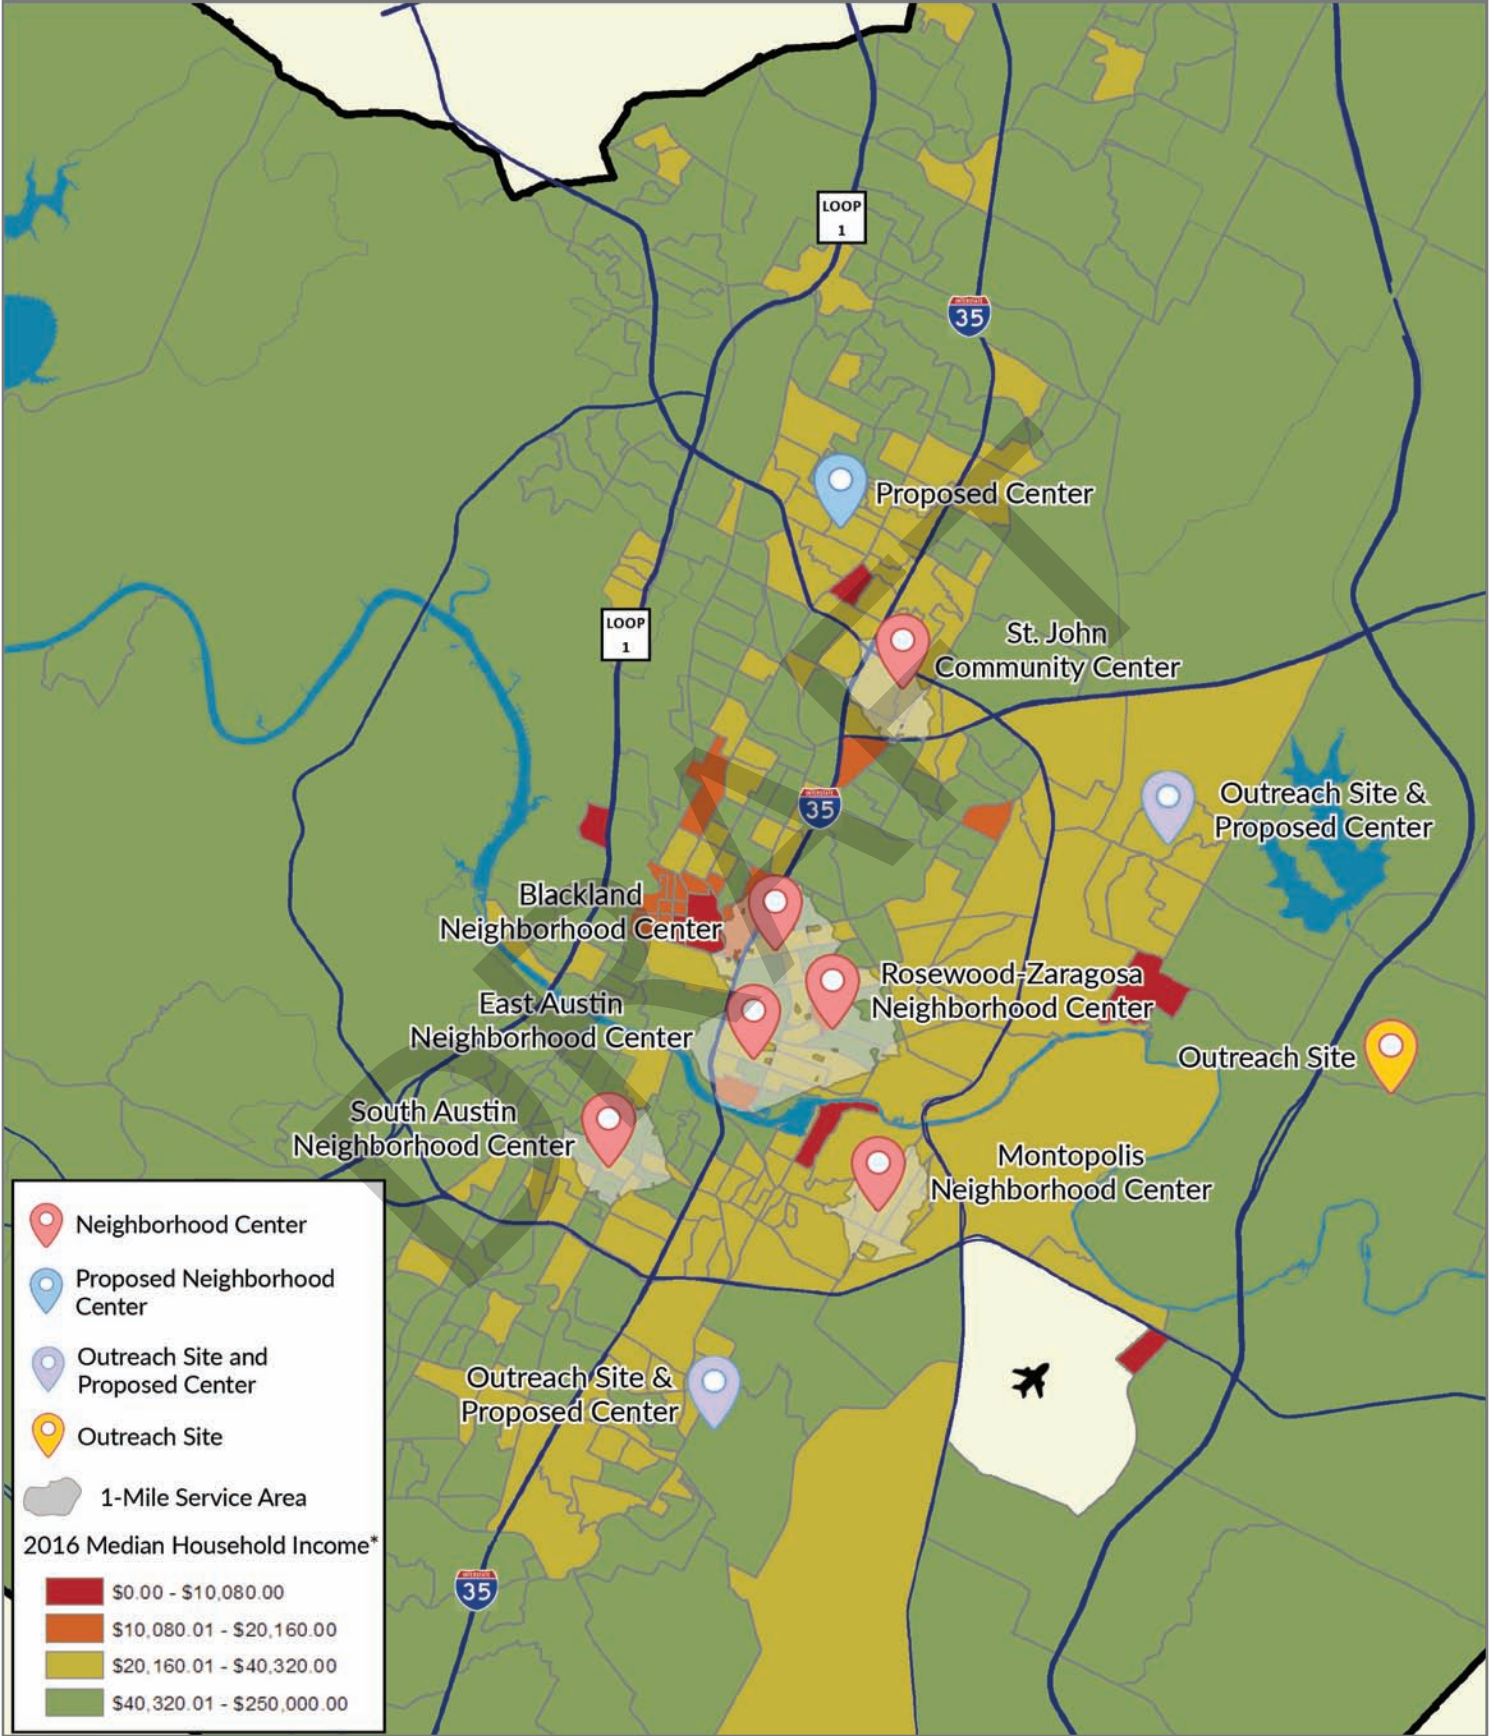 LOOP
1
INTERSTATE
35
Proposed Center
LOOP
1
St. John
Community Center
INTERSTATE
35
Outreach Site &
Proposed Center
Blackland
Neighborhood Center
Rosewood-Zaragosa
Neighborhood Center
East Austin
Neighborhood Center
Outreach Site
South Austin
Neighborhood Center
Montopolis
Neighborhood Center
Outreach Site &
Proposed Center
INTERSTATE
35
DRAFT
Neighborhood Center
Proposed Neighborhood
Center
Outreach Site and
Proposed Center
Outreach Site
1-Mile Service Area
2016 Median Household Income*
$0.00 - $10,080.00
$10,080.01 - $20,160.00
$20,160.01 - $40,320.00
$40,320.01 - $250,000.00